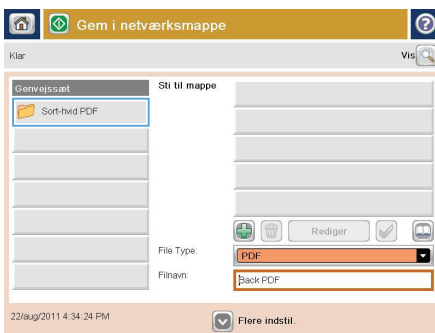 Gem i netværksmappe
Klar
Vis
Genvejssæt
Sti til mappe
Sort-hvid PDF
Rediger
File Type:
PDF
Filnavn:
Back PDF
22/aug/2011 4:34:24 PM
Flere indstil.